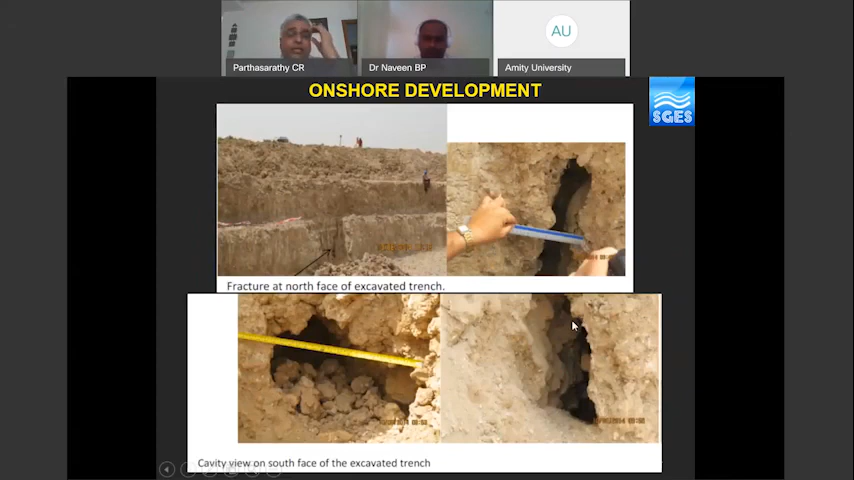 AU
Parthasarathy CR
Dr Naveen BP
Amity University
ONSHORE DEVELOPMENT
SGES
Fracture at north face of excavated trench.
Cavity view on south face of the excavated trench